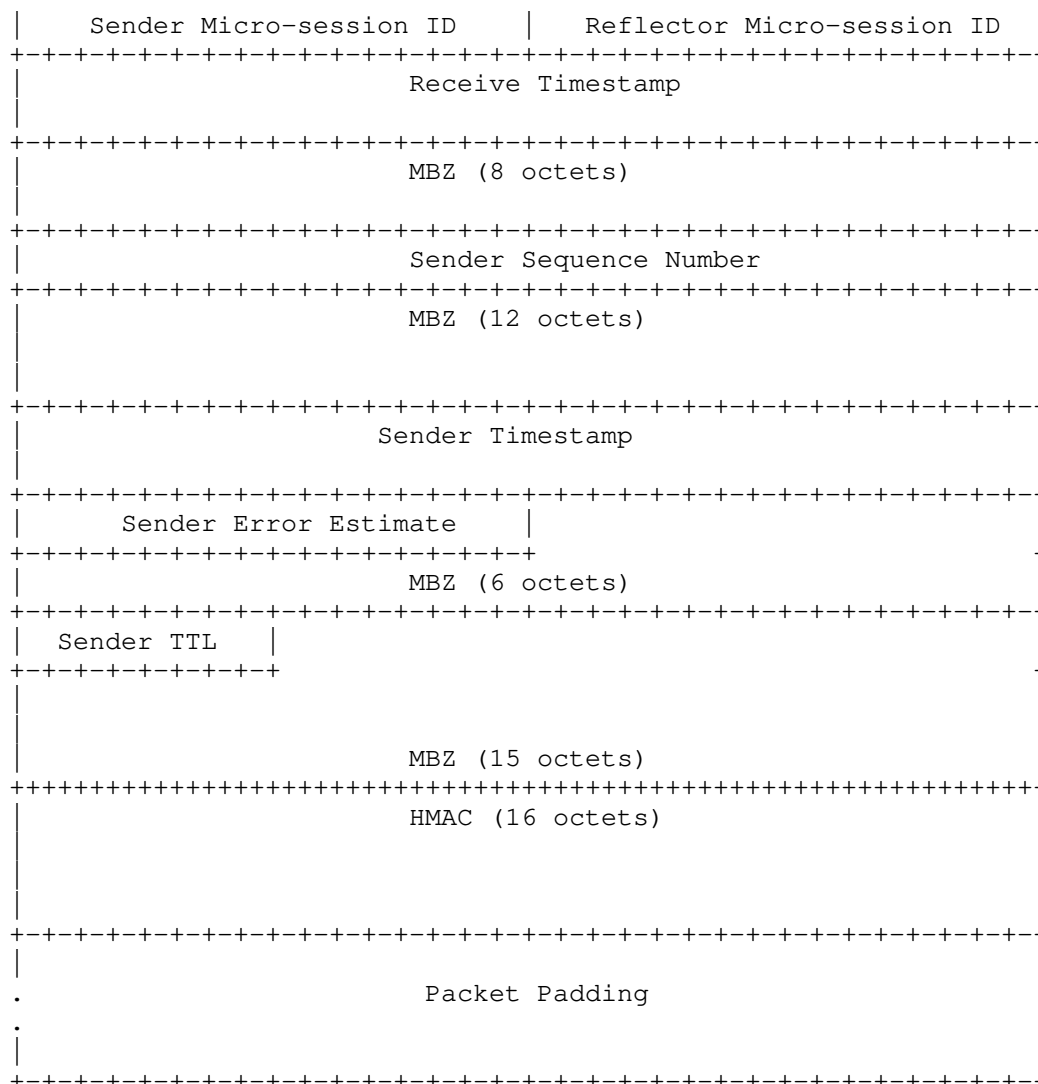 |    Sender Micro-session ID    |   Reflector Micro-session ID
+-+-+-+-+-+-+-+-+-+-+-+-+-+-+-+-+-+-+-+-+-+-+-+-+-+-+-+-+-+-+-+-+-
|                        Receive Timestamp
|
+-+-+-+-+-+-+-+-+-+-+-+-+-+-+-+-+-+-+-+-+-+-+-+-+-+-+-+-+-+-+-+-+-
|                        MBZ (8 octets)
|
+-+-+-+-+-+-+-+-+-+-+-+-+-+-+-+-+-+-+-+-+-+-+-+-+-+-+-+-+-+-+-+-+-
|                        Sender Sequence Number
+-+-+-+-+-+-+-+-+-+-+-+-+-+-+-+-+-+-+-+-+-+-+-+-+-+-+-+-+-+-+-+-+-
|                        MBZ (12 octets)
|
|
+-+-+-+-+-+-+-+-+-+-+-+-+-+-+-+-+-+-+-+-+-+-+-+-+-+-+-+-+-+-+-+-+-
|                      Sender Timestamp
|
+-+-+-+-+-+-+-+-+-+-+-+-+-+-+-+-+-+-+-+-+-+-+-+-+-+-+-+-+-+-+-+-+-
|      Sender Error Estimate    |
+-+-+-+-+-+-+-+-+-+-+-+-+-+-+-+-+                               -
|                        MBZ (6 octets)
+-+-+-+-+-+-+-+-+-+-+-+-+-+-+-+-+-+-+-+-+-+-+-+-+-+-+-+-+-+-+-+-+-
|  Sender TTL   |
+-+-+-+-+-+-+-+-+                                               -
|
|
|                        MBZ (15 octets)
++++++++++++++++++++++++++++++++++++++++++++++++++++++++++++++++-
|                        HMAC (16 octets)
|
|
|
+-+-+-+-+-+-+-+-+-+-+-+-+-+-+-+-+-+-+-+-+-+-+-+-+-+-+-+-+-+-+-+-+-
|
.                         Packet Padding
.
|
+-+-+-+-+-+-+-+-+-+-+-+-+-+-+-+-+-+-+-+-+-+-+-+-+-+-+-+-+-+-+-+-+-